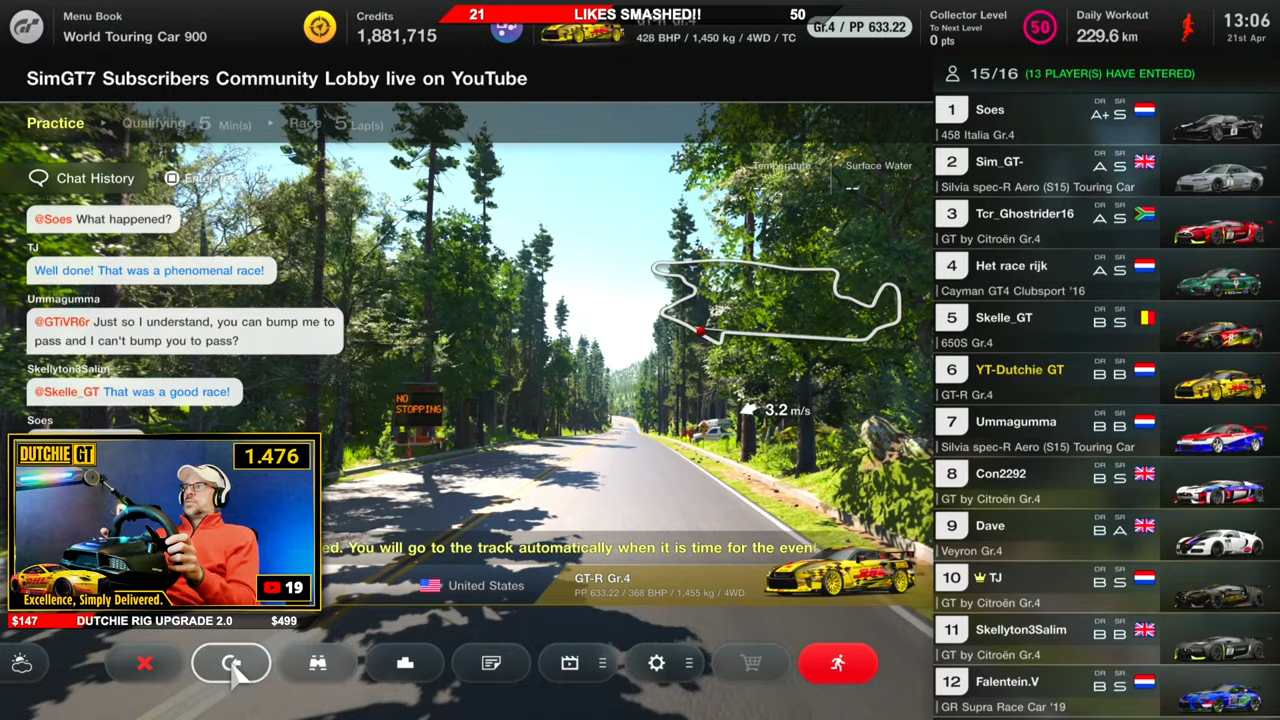 21 LIKES SMASHED!! 50
Menu Book
World Touring Car 900
Credits
1,881,715
428 BHP / 1,450 kg / 4WD / TC
Gr.4 / PP 633.22
Collector Level
To Next Level
0 pts
50
Daily Workout
229.6 km
13:06
21st Apr
SimGT7 Subscribers Community Lobby live on YouTube
15/16 (13 PLAYER(S) HAVE ENTERED)
Practice Qualifying 5 Min(s) Race 5 Lap(s)
Temperature
Surface Water
--
Chat History
@Soes What happened?
TJ
Well done! That was a phenomenal race!
Ummagumma
@GTiVR6r Just so I understand, you can bump me to
pass and I can't bump you to pass?
Skellyton3Salim
@Skelle_GT That was a good race!
Soes
NO
STOPPING
3.2 m/s
DUTCHIE GT
1.476
19
Excellence, Simply Delivered.
$147 DUTCHIE RIG UPGRADE 2.0 $499
ed. You will go to the track automatically when it is time for the even
United States
GT-R Gr.4
PP 633.22 / 368 BHP / 1,455 kg / 4WD
1 Soes DR A+ SR S
458 Italia Gr.4
2 Sim_GT- DR A SR S
Silvia spec-R Aero (S15) Touring Car
3 Tcr_Ghostrider16 DR A SR S
GT by Citroën Gr.4
4 Het race rijk DR A SR S
Cayman GT4 Clubsport '16
5 Skelle_GT DR B SR S
650S Gr.4
6 YT-Dutchie GT DR B SR B
GT-R Gr.4
7 Ummagumma DR B SR B
Silvia spec-R Aero (S15) Touring Car
8 Con2292 DR B SR S
GT by Citroën Gr.4
9 Dave DR B SR A
Veyron Gr.4
10 TJ DR B SR S
GT by Citroën Gr.4
11 Skellyton3Salim DR B SR B
GT by Citroën Gr.4
12 Falentein.V DR B SR S
GR Supra Race Car '19